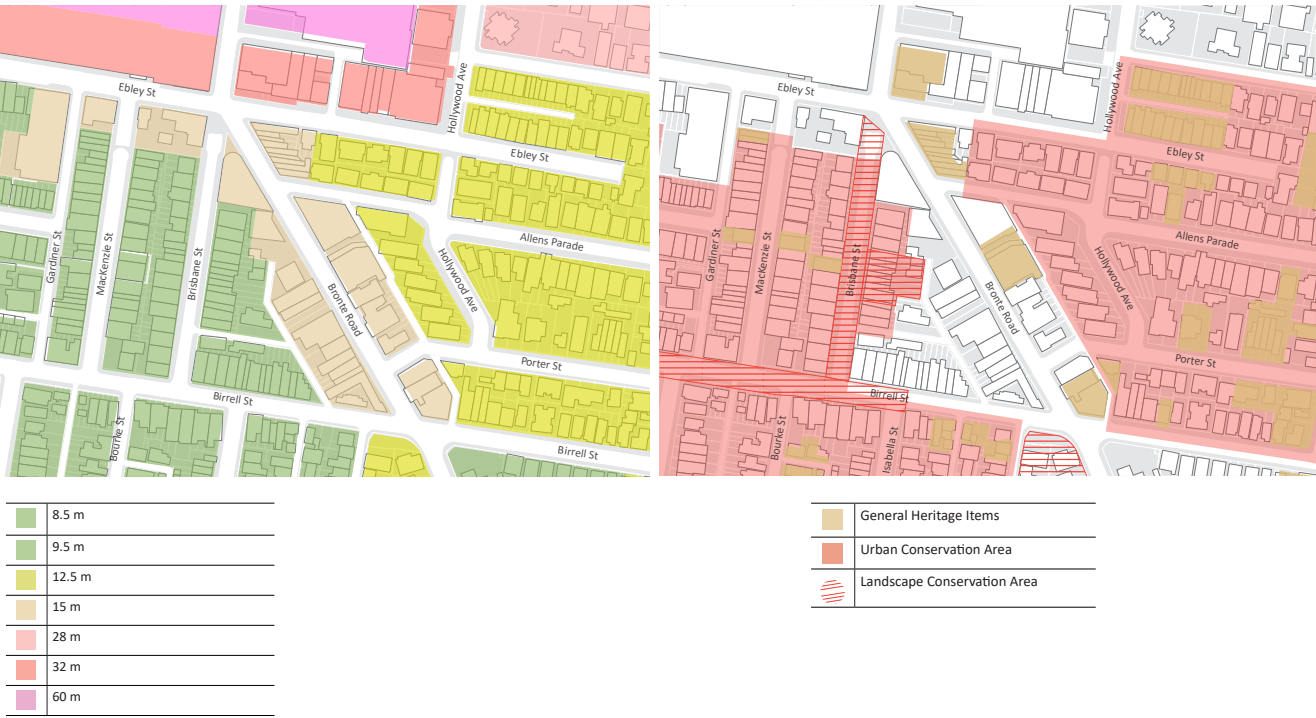 Ebley St
Hollywood Ave
Ebley St
Allens Parade
Gardiner St
MacKenzie St
Brisbane St
Hollywood Ave
Bronte Road
Porter St
Birrell St
Bourke St
Birrell St
Ebley St
Hollywood Ave
Ebley St
Allens Parade
Gardiner St
MacKenzie St
Brisbane St
Hollywood Ave
Bronte Road
Porter St
Birrell St
Bourke St
Isabella St
8.5 m
9.5 m
12.5 m
15 m
28 m
32 m
60 m
General Heritage Items
Urban Conservation Area
Landscape Conservation Area